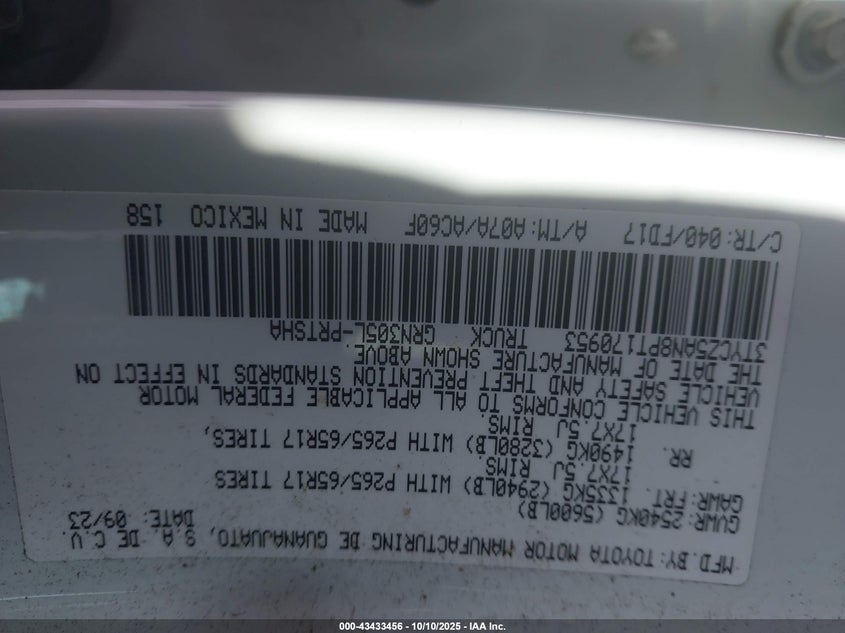 MFD.BY:TOYOTA MOTOR MANUFACTURING DE GUANAJUATO, S.A. DE C.V.
GVWR: 2540KG (5600LB) DATE: 09/23
GAWR: FRT. 1335KG (2940LB) WITH P265/65R17 TIRES
17X7.5J RIMS
RR. 1490KG (3280LB) WITH P265/65R17 TIRES,
17X7.5J RIMS
THIS VEHICLE CONFORMS TO ALL APPLICABLE FEDERAL MOTOR
VEHICLE SAFETY AND THEFT PREVENTION STANDARDS IN EFFECT ON
THE DATE OF MANUFACTURE SHOWN ABOVE.
3TYCZ5AN8PT170953 TRUCK GRN305L-PRTSHA
C/TR:040/FD17 A/TM:A07A/AC60F MADE IN MEXICO 158
000-43433456 - 10/10/2025 - IAA Inc.